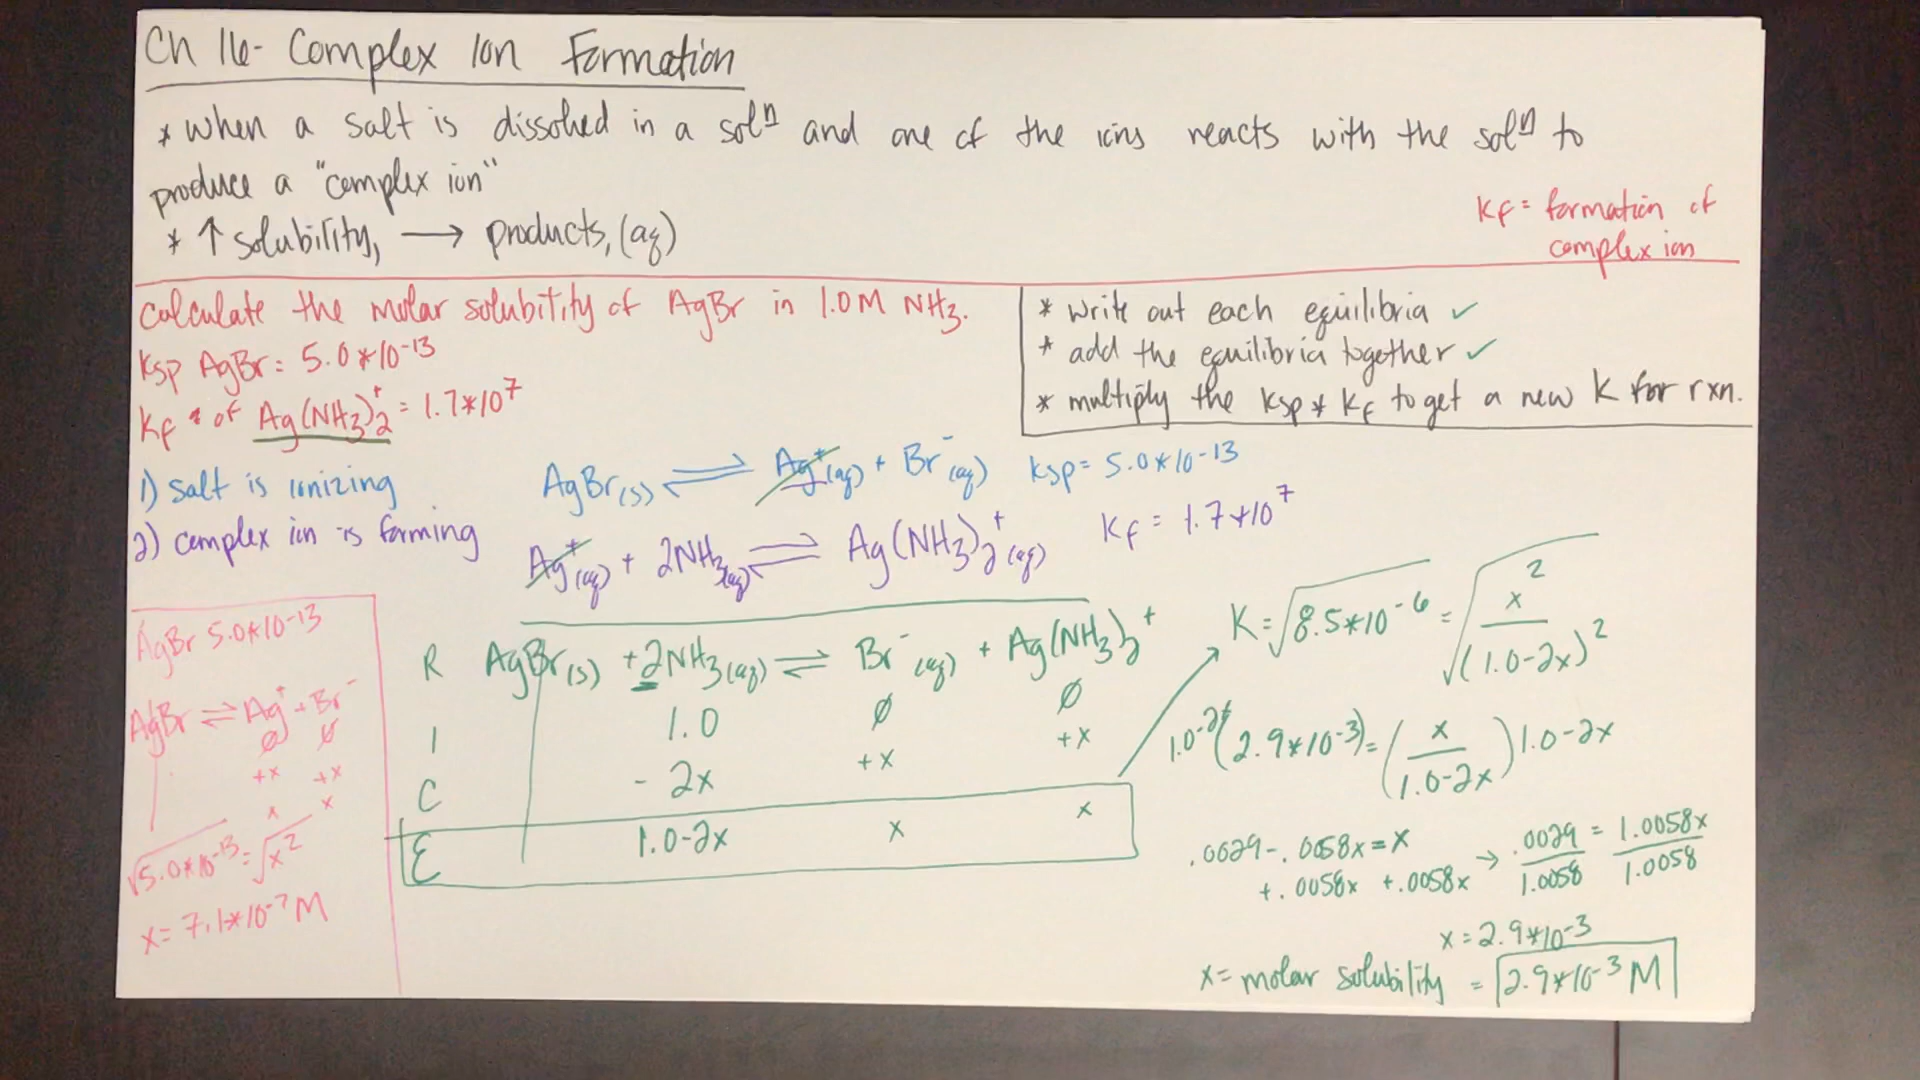 Ch 16- Complex Ion Formation
* when a salt is dissolved in a solⁿ and one of the ions reacts with the solⁿ to
produce a "complex ion"
* ↑ solubility, → products, (aq)
Kf = formation of
complex ion
Calculate the molar solubility of AgBr in 1.0 M NH₃.
Ksp AgBr: 5.0*10⁻¹³
Kf of Ag(NH₃)₂⁺ = 1.7*10⁷
* write out each equilibria ✓
* add the equilibria together ✓
* multiply the Ksp * Kf to get a new K for rxn.
1) salt is ionizing
AgBr(s) ⇌ Ag⁺(aq) + Br⁻(aq) Ksp = 5.0*10⁻¹³
2) complex ion is forming
Ag⁺(aq) + 2NH₃(aq) ⇌ Ag(NH₃)₂⁺(aq) Kf = 1.7*10⁷
AgBr 5.0*10⁻¹³
AgBr ⇌ Ag⁺ + Br⁻
Ø Ø
+x +x
x x
√5.0*10⁻¹³ = √x²
x = 7.1*10⁻⁷ M
R AgBr(s) + 2NH₃(aq) ⇌ Br⁻(aq) + Ag(NH₃)₂⁺
I 1.0 Ø Ø
C - 2x +x +x
E 1.0-2x x x
K = √8.5*10⁻⁶ = √x²/(1.0-2x)²
1.0-2x(2.9*10⁻³) = (x/1.0-2x) 1.0-2x
.0029 - .0058x = x
+.0058x +.0058x → .0029/1.0058 = 1.0058x/1.0058
x = 2.9*10⁻³
x = molar solubility = 2.9*10⁻³ M